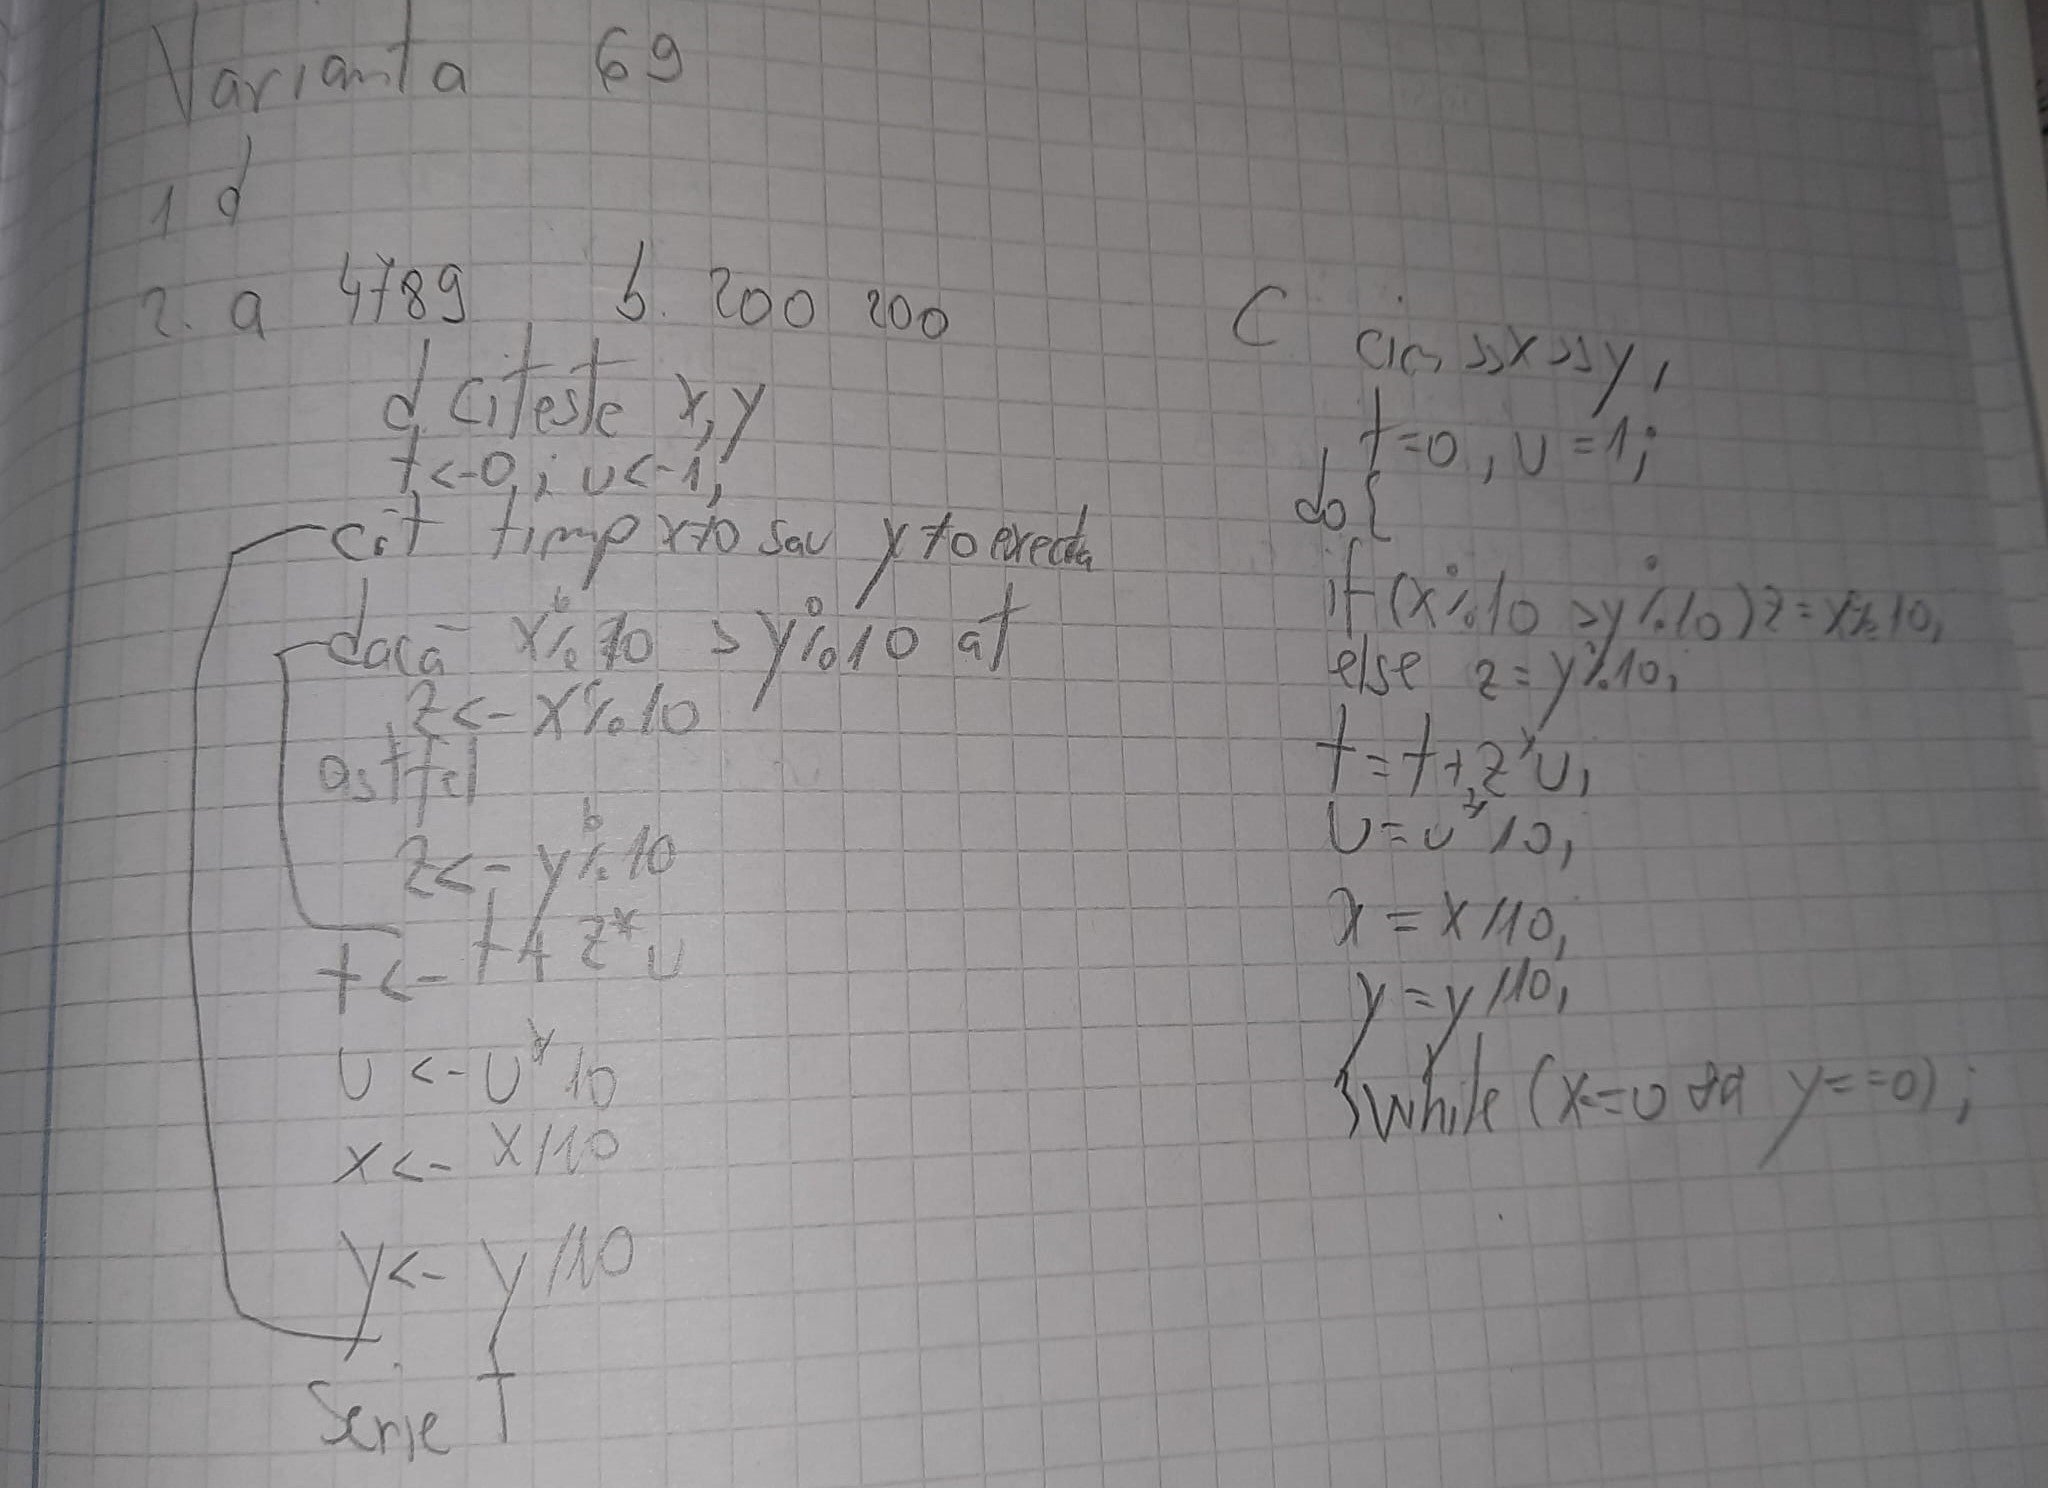 Varianta 69
1 d
2. a 4789 b. 200 200
d. citeste x, y
t<-0, ; u<-1;
cît timp x≠0 sau y≠0 executa
dacă x%10 > y%10 at
z<- x%10
astfel
z<- y%10
t<- t+z*u
u<-u*10
x<- x/10
y<- y/10
Scrie t
C cin>>x>>y;
t=0, u=1;
do{
if(x%10 >y%10)z=x%10;
else z=y%10;
t=t+z*u;
u=u*10;
x=x/10;
y=y/10;
}while(x==0 && y==0);